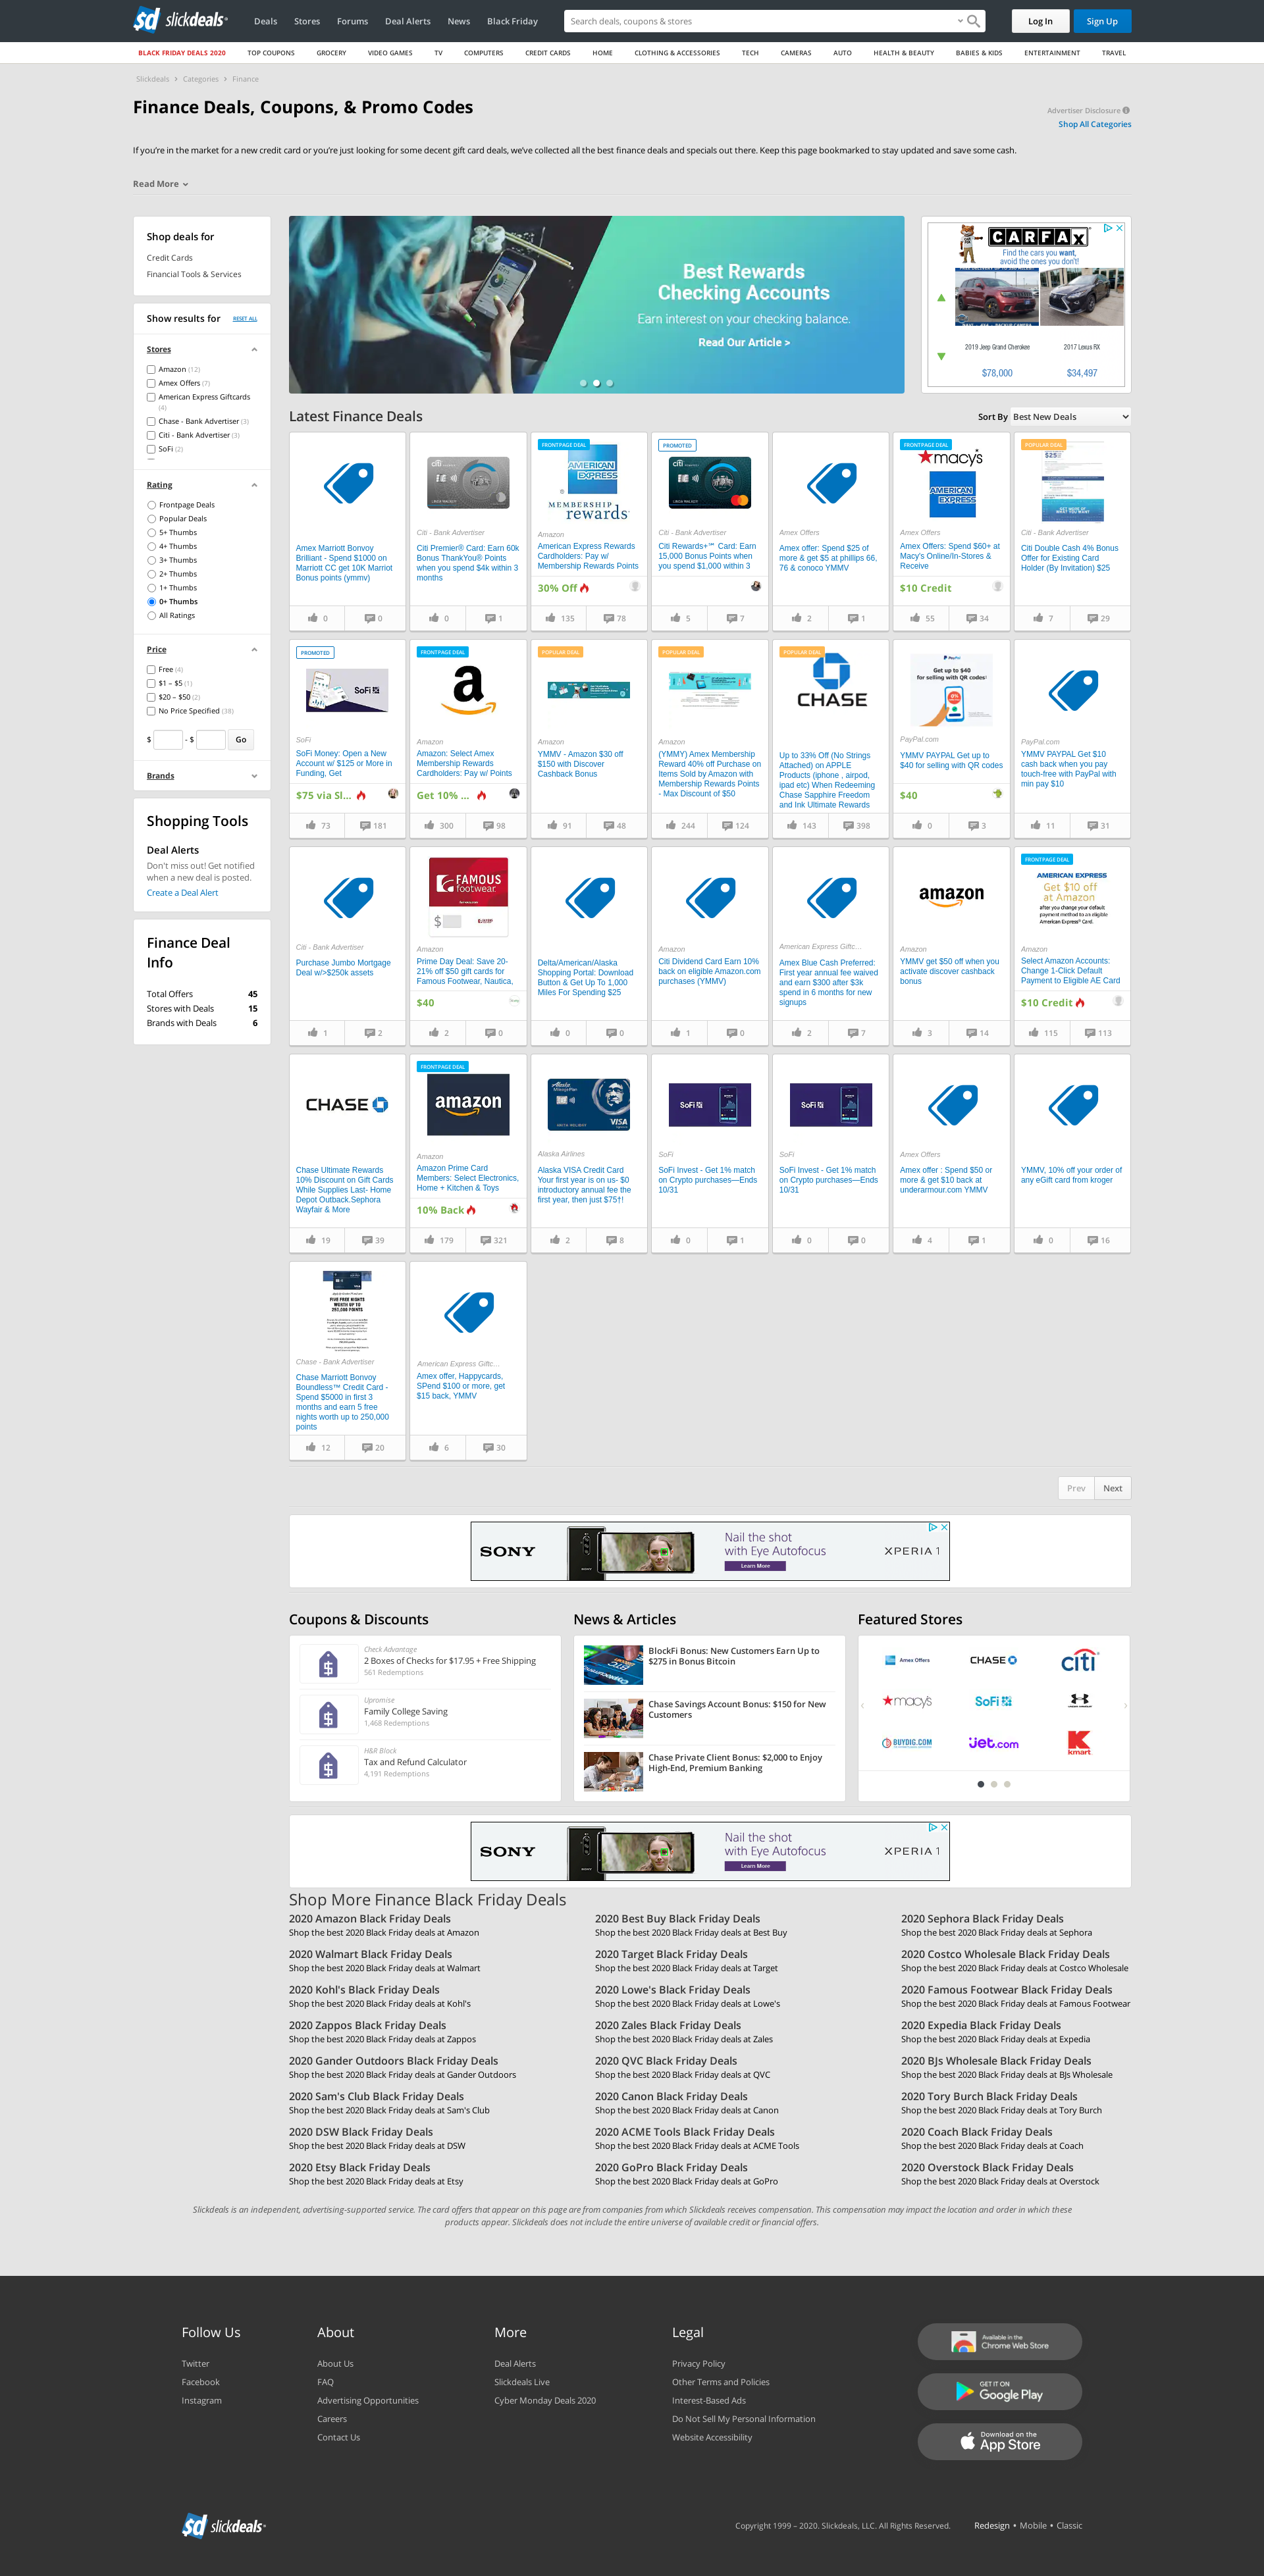 slickdeals
Deals
Stores
Forums
Deal Alerts
News
Black Friday
Search deals, coupons & stores
Log In
Sign Up
BLACK FRIDAY DEALS 2020
TOP COUPONS
GROCERY
VIDEO GAMES
TV
COMPUTERS
CREDIT CARDS
HOME
CLOTHING & ACCESSORIES
TECH
CAMERAS
AUTO
HEALTH & BEAUTY
BABIES & KIDS
ENTERTAINMENT
TRAVEL
Slickdeals > Categories > Finance
Finance Deals, Coupons, & Promo Codes
Advertiser Disclosure
Shop All Categories
If you're in the market for a new credit card or you're just looking for some decent gift card deals, we've collected all the best finance deals and specials out there. Keep this page bookmarked to stay updated and save some cash.
Read More
Shop deals for
Credit Cards
Financial Tools & Services
Show results for
RESET ALL
Stores
Amazon (12)
Amex Offers (7)
American Express Giftcards
(4)
Chase - Bank Advertiser (3)
Citi - Bank Advertiser (3)
SoFi (2)
Rating
Frontpage Deals
Popular Deals
5+ Thumbs
4+ Thumbs
3+ Thumbs
2+ Thumbs
1+ Thumbs
0+ Thumbs
All Ratings
Price
Free (4)
$1 – $5 (1)
$20 – $50 (2)
No Price Specified (38)
$ - $ Go
Brands
Shopping Tools
Deal Alerts
Don't miss out! Get notified
when a new deal is posted.
Create a Deal Alert
Finance Deal
Info
Total Offers 45
Stores with Deals 15
Brands with Deals 6
Best Rewards
Checking Accounts
Earn interest on your checking balance.
Read Our Article >
CARFAX
Find the cars you want,
avoid the ones you don't!
2019 Jeep Grand Cherokee
$78,000
2017 Lexus RX
$34,497
Latest Finance Deals
Sort By Best New Deals
Amex Marriott Bonvoy
Brilliant - Spend $1000 on
Marriott CC get 10K Marriot
Bonus points (ymmv)
0 0
Citi - Bank Advertiser
Citi Premier® Card: Earn 60k
Bonus ThankYou® Points
when you spend $4k within 3
months
0 1
FRONTPAGE DEAL
AMERICAN EXPRESS
MEMBERSHIP rewards
Amazon
American Express Rewards
Cardholders: Pay w/
Membership Rewards Points
30% Off
135 78
PROMOTED
Citi - Bank Advertiser
Citi Rewards+℠ Card: Earn
15,000 Bonus Points when
you spend $1,000 within 3
5 7
Amex Offers
Amex offer: Spend $25 of
more & get $5 at phillips 66,
76 & conoco YMMV
2 1
FRONTPAGE DEAL
macys
AMERICAN EXPRESS
Amex Offers
Amex Offers: Spend $60+ at
Macy's Online/In-Stores &
Receive
$10 Credit
55 34
POPULAR DEAL
Citi - Bank Advertiser
Citi Double Cash 4% Bonus
Offer for Existing Card
Holder (By Invitation) $25
7 29
PROMOTED
SoFi
SoFi
SoFi Money: Open a New
Account w/ $125 or More in
Funding, Get
$75 via Sl...
73 181
FRONTPAGE DEAL
Amazon
Amazon: Select Amex
Membership Rewards
Cardholders: Pay w/ Points
Get 10% ...
300 98
POPULAR DEAL
Amazon
YMMV - Amazon $30 off
$150 with Discover
Cashback Bonus
91 48
POPULAR DEAL
Amazon
(YMMY) Amex Membership
Reward 40% off Purchase on
Items Sold by Amazon with
Membership Rewards Points
- Max Discount of $50
244 124
POPULAR DEAL
CHASE
Up to 33% Off (No Strings
Attached) on APPLE
Products (iphone , airpod,
ipad etc) When Redeeming
Chase Sapphire Freedom
and Ink Ultimate Rewards
143 398
PayPal
Get up to $40
for selling with QR codes
PayPal.com
YMMV PAYPAL Get up to
$40 for selling with QR codes
$40
0 3
PayPal.com
YMMV PAYPAL Get $10
cash back when you pay
touch-free with PayPal with
min pay $10
11 31
Citi - Bank Advertiser
Purchase Jumbo Mortgage
Deal w/>$250k assets
1 2
FAMOUS
footwear
Amazon
Prime Day Deal: Save 20-
21% off $50 gift cards for
Famous Footwear, Nautica,
$40
2 0
Delta/American/Alaska
Shopping Portal: Download
Button & Get Up To 1,000
Miles For Spending $25
0 0
Amazon
Citi Dividend Card Earn 10%
back on eligible Amazon.com
purchases (YMMV)
1 0
American Express Giftc...
Amex Blue Cash Preferred:
First year annual fee waived
and earn $300 after $3k
spend in 6 months for new
signups
2 7
amazon
Amazon
YMMV get $50 off when you
activate discover cashback
bonus
3 14
FRONTPAGE DEAL
AMERICAN EXPRESS
Get $10 off
at Amazon
after you change your default
payment method to an eligible
American Express® Card.
Amazon
Select Amazon Accounts:
Change 1-Click Default
Payment to Eligible AE Card
$10 Credit
115 113
CHASE
Chase Ultimate Rewards
10% Discount on Gift Cards
While Supplies Last- Home
Depot Outback.Sephora
Wayfair & More
19 39
FRONTPAGE DEAL
amazon
Amazon
Amazon Prime Card
Members: Select Electronics,
Home + Kitchen & Toys
10% Back
179 321
Alaska
VISA
Alaska Airlines
Alaska VISA Credit Card
Your first year is on us- $0
introductory annual fee the
first year, then just $75†!
2 8
SoFi
SoFi
SoFi Invest - Get 1% match
on Crypto purchases—Ends
10/31
0 1
SoFi
SoFi
SoFi Invest - Get 1% match
on Crypto purchases—Ends
10/31
0 0
Amex Offers
Amex offer : Spend $50 or
more & get $10 back at
underarmour.com YMMV
4 1
YMMV, 10% off your order of
any eGift card from kroger
0 16
FIVE FREE NIGHTS
WORTH UP TO
250,000 POINTS
Chase - Bank Advertiser
Chase Marriott Bonvoy
Boundless™ Credit Card -
Spend $5000 in first 3
months and earn 5 free
nights worth up to 250,000
points
12 20
American Express Giftc...
Amex offer, Happycards,
SPend $100 or more, get
$15 back, YMMV
6 30
Prev Next
SONY
Nail the shot
with Eye Autofocus
Learn More
XPERIA 1
Coupons & Discounts
Check Advantage
2 Boxes of Checks for $17.95 + Free Shipping
561 Redemptions
Upromise
Family College Saving
1,468 Redemptions
H&R Block
Tax and Refund Calculator
4,191 Redemptions
News & Articles
BlockFi Bonus: New Customers Earn Up to
$275 in Bonus Bitcoin
Chase Savings Account Bonus: $150 for New
Customers
Chase Private Client Bonus: $2,000 to Enjoy
High-End, Premium Banking
Featured Stores
Amex Offers
CHASE
citi
macys
SoFi
UNDER ARMOUR
BUYDIG.COM
jet.com
kmart
SONY
Nail the shot
with Eye Autofocus
Learn More
XPERIA 1
Shop More Finance Black Friday Deals
2020 Amazon Black Friday Deals
Shop the best 2020 Black Friday deals at Amazon
2020 Best Buy Black Friday Deals
Shop the best 2020 Black Friday deals at Best Buy
2020 Sephora Black Friday Deals
Shop the best 2020 Black Friday deals at Sephora
2020 Walmart Black Friday Deals
Shop the best 2020 Black Friday deals at Walmart
2020 Target Black Friday Deals
Shop the best 2020 Black Friday deals at Target
2020 Costco Wholesale Black Friday Deals
Shop the best 2020 Black Friday deals at Costco Wholesale
2020 Kohl's Black Friday Deals
Shop the best 2020 Black Friday deals at Kohl's
2020 Lowe's Black Friday Deals
Shop the best 2020 Black Friday deals at Lowe's
2020 Famous Footwear Black Friday Deals
Shop the best 2020 Black Friday deals at Famous Footwear
2020 Zappos Black Friday Deals
Shop the best 2020 Black Friday deals at Zappos
2020 Zales Black Friday Deals
Shop the best 2020 Black Friday deals at Zales
2020 Expedia Black Friday Deals
Shop the best 2020 Black Friday deals at Expedia
2020 Gander Outdoors Black Friday Deals
Shop the best 2020 Black Friday deals at Gander Outdoors
2020 QVC Black Friday Deals
Shop the best 2020 Black Friday deals at QVC
2020 BJs Wholesale Black Friday Deals
Shop the best 2020 Black Friday deals at BJs Wholesale
2020 Sam's Club Black Friday Deals
Shop the best 2020 Black Friday deals at Sam's Club
2020 Canon Black Friday Deals
Shop the best 2020 Black Friday deals at Canon
2020 Tory Burch Black Friday Deals
Shop the best 2020 Black Friday deals at Tory Burch
2020 DSW Black Friday Deals
Shop the best 2020 Black Friday deals at DSW
2020 ACME Tools Black Friday Deals
Shop the best 2020 Black Friday deals at ACME Tools
2020 Coach Black Friday Deals
Shop the best 2020 Black Friday deals at Coach
2020 Etsy Black Friday Deals
Shop the best 2020 Black Friday deals at Etsy
2020 GoPro Black Friday Deals
Shop the best 2020 Black Friday deals at GoPro
2020 Overstock Black Friday Deals
Shop the best 2020 Black Friday deals at Overstock
Slickdeals is an independent, advertising-supported service. The card offers that appear on this page are from companies from which Slickdeals receives compensation. This compensation may impact the location and order in which these
products appear. Slickdeals does not include the entire universe of available credit or financial offers.
Follow Us
Twitter
Facebook
Instagram
About
About Us
FAQ
Advertising Opportunities
Careers
Contact Us
More
Deal Alerts
Slickdeals Live
Cyber Monday Deals 2020
Legal
Privacy Policy
Other Terms and Policies
Interest-Based Ads
Do Not Sell My Personal Information
Website Accessibility
Available in the
Chrome Web Store
GET IT ON
Google Play
Download on the
App Store
slickdeals
Copyright 1999 – 2020. Slickdeals, LLC. All Rights Reserved.
Redesign • Mobile • Classic